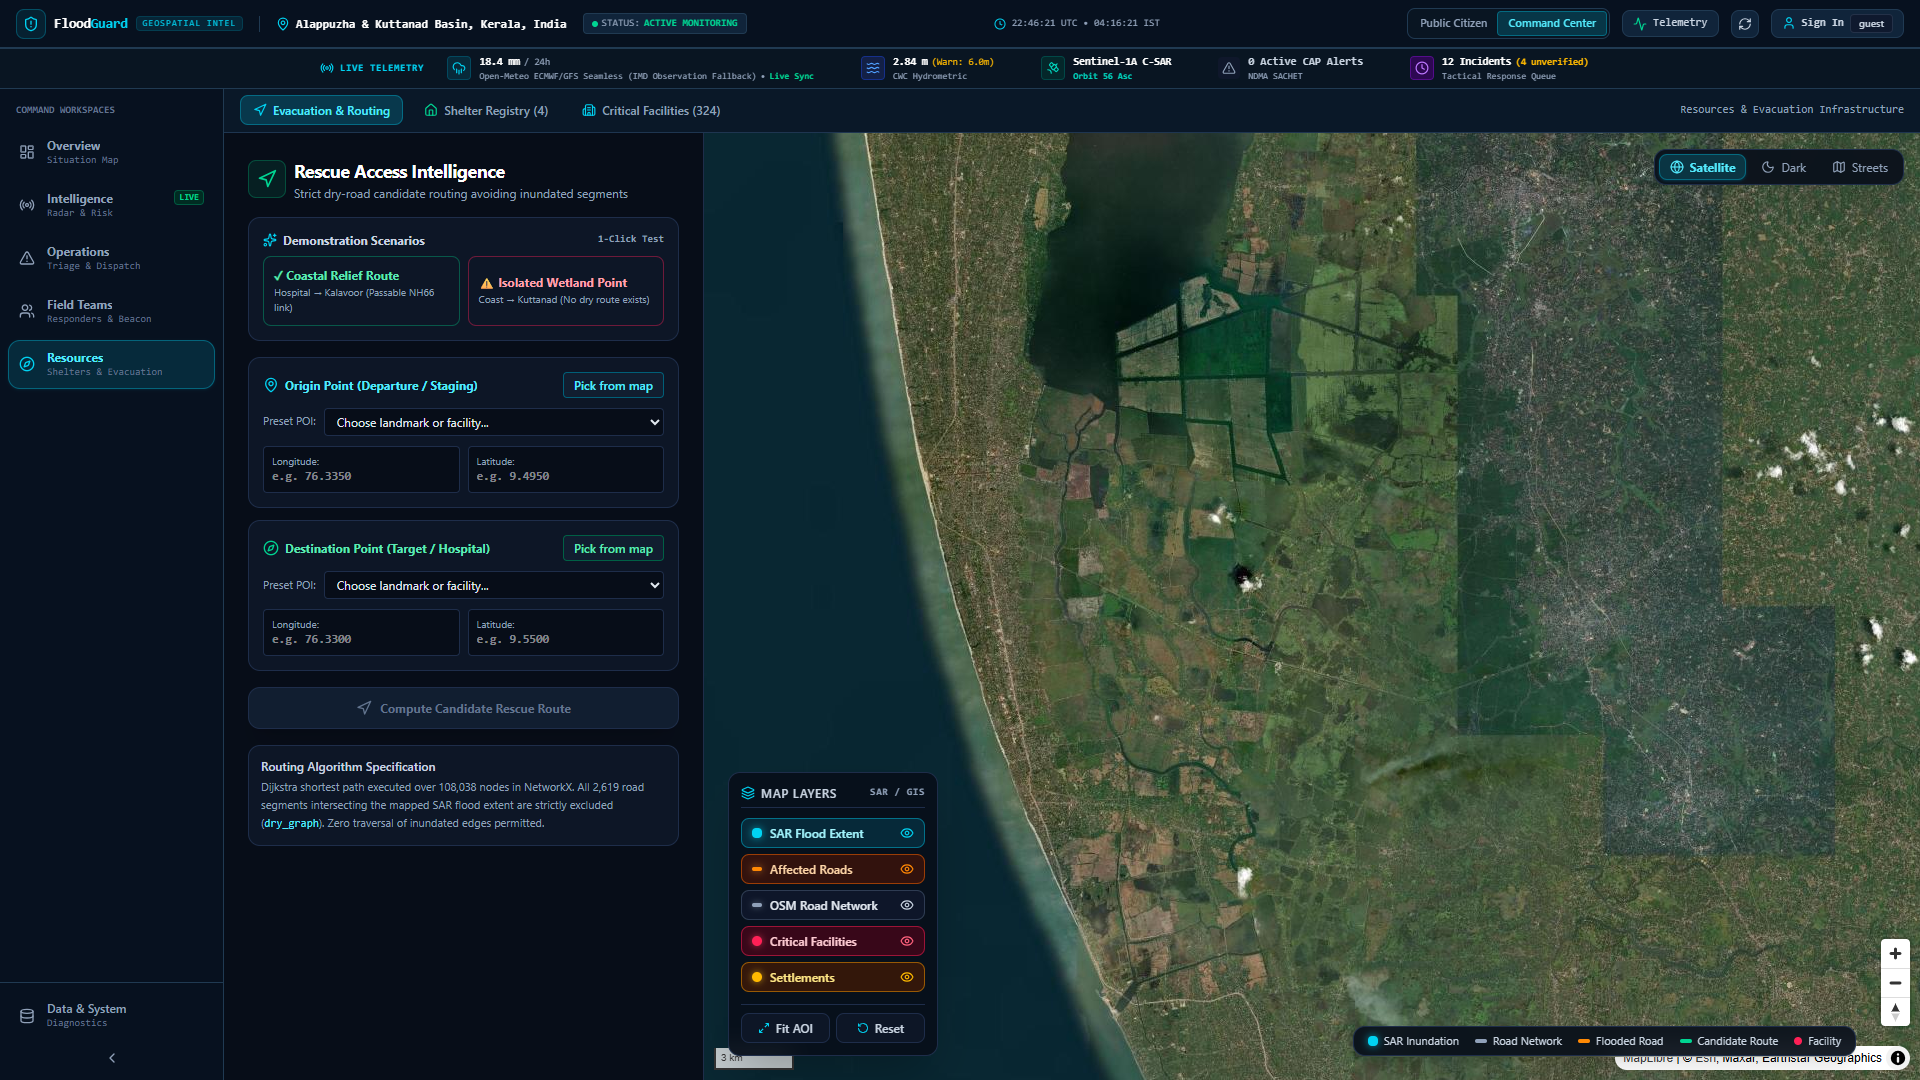 FloodGuard GEOSPATIAL INTEL
Alappuzha & Kuttanad Basin, Kerala, India
STATUS: ACTIVE MONITORING
22:46:21 UTC • 04:16:21 IST
Public Citizen
Command Center
Telemetry
Sign In guest
LIVE TELEMETRY
18.4 mm / 24h
Open-Meteo ECMWF/GFS Seamless (IMD Observation Fallback) • Live Sync
2.84 m (Warn: 6.0m)
CWC Hydrometric
Sentinel-1A C-SAR
Orbit 56 Asc
0 Active CAP Alerts
NDMA SACHET
12 Incidents (4 unverified)
Tactical Response Queue
COMMAND WORKSPACES
Overview
Situation Map
Intelligence
Radar & Risk
LIVE
Operations
Triage & Dispatch
Field Teams
Responders & Beacon
Resources
Shelters & Evacuation
Data & System
Diagnostics
Evacuation & Routing
Shelter Registry (4)
Critical Facilities (324)
Resources & Evacuation Infrastructure
Rescue Access Intelligence
Strict dry-road candidate routing avoiding inundated segments
Demonstration Scenarios
1-Click Test
✓ Coastal Relief Route
Hospital → Kalavoor (Passable NH66
link)
⚠ Isolated Wetland Point
Coast → Kuttanad (No dry route exists)
Origin Point (Departure / Staging)
Pick from map
Preset POI: Choose landmark or facility...
Longitude:
e.g. 76.3350
Latitude:
e.g. 9.4950
Destination Point (Target / Hospital)
Pick from map
Preset POI: Choose landmark or facility...
Longitude:
e.g. 76.3300
Latitude:
e.g. 9.5500
Compute Candidate Rescue Route
Routing Algorithm Specification
Dijkstra shortest path executed over 108,038 nodes in NetworkX. All 2,619 road
segments intersecting the mapped SAR flood extent are strictly excluded
(dry_graph). Zero traversal of inundated edges permitted.
Satellite
Dark
Streets
MAP LAYERS
SAR / GIS
SAR Flood Extent
Affected Roads
OSM Road Network
Critical Facilities
Settlements
Fit AOI
Reset
3 km
SAR Inundation
Road Network
Flooded Road
Candidate Route
Facility
MapLibre | © Esri, Maxar, Earthstar Geographics